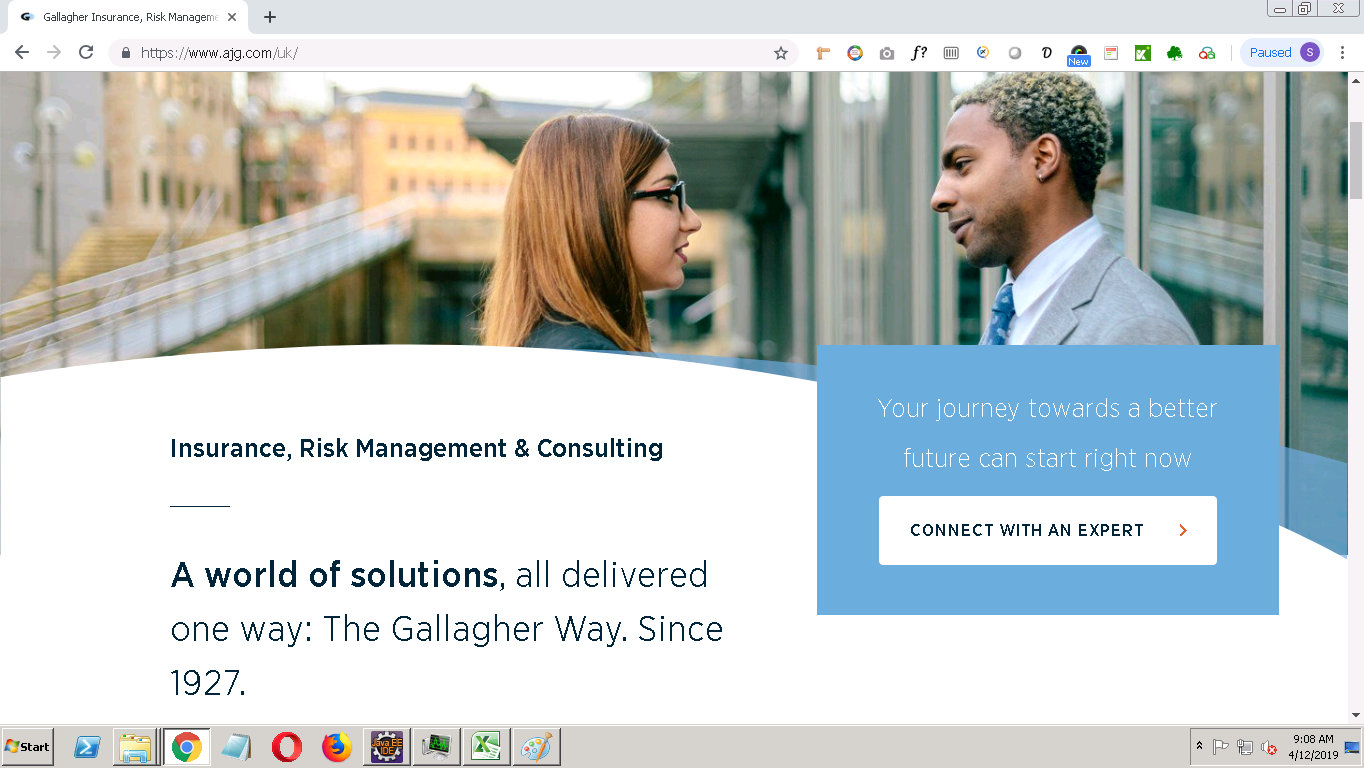 Gallagher Insurance, Risk Manageme
https://www.ajg.com/uk/
f?
D
New
Paused
S
Your journey towards a better
future can start right now
CONNECT WITH AN EXPERT
Insurance, Risk Management & Consulting
A world of solutions, all delivered
one way: The Gallagher Way. Since
1927.
Start
Java EE
IDE
9:08 AM
4/12/2019